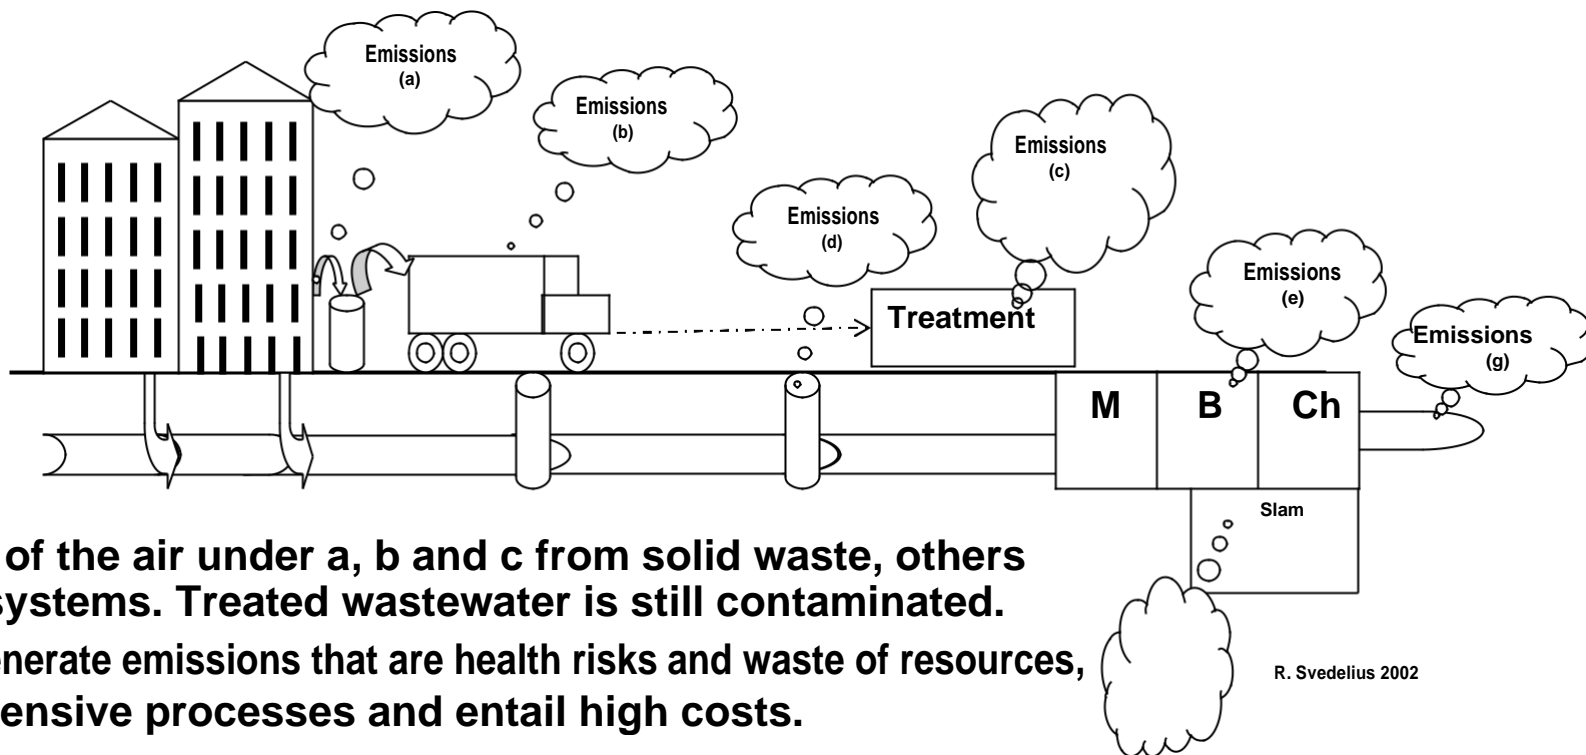 Emissions
(a)
Emissions
(b)
Emissions
(c)
Emissions
(d)
Emissions
(e)
Emissions
(g)
Treatment
M B Ch
Slam
of the air under a, b and c from solid waste, others
systems. Treated wastewater is still contaminated.
enerate emissions that are health risks and waste of resources,
ensive processes and entail high costs.
R. Svedelius 2002